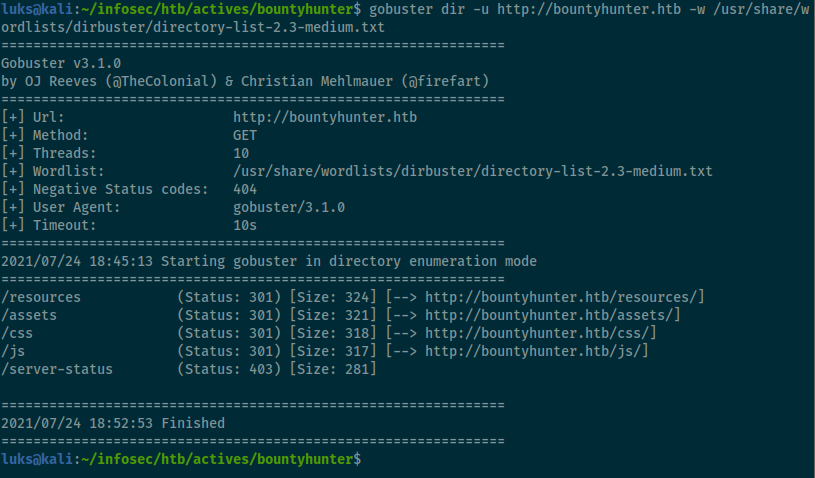 luks@kali:~/infosec/htb/actives/bountyhunter$ gobuster dir -u http://bountyhunter.htb -w /usr/share/w
ordlists/dirbuster/directory-list-2.3-medium.txt
===============================================================
Gobuster v3.1.0
by OJ Reeves (@TheColonial) & Christian Mehlmauer (@firefart)
===============================================================
[+] Url:                     http://bountyhunter.htb
[+] Method:                  GET
[+] Threads:                 10
[+] Wordlist:                /usr/share/wordlists/dirbuster/directory-list-2.3-medium.txt
[+] Negative Status codes:   404
[+] User Agent:              gobuster/3.1.0
[+] Timeout:                 10s
===============================================================
2021/07/24 18:45:13 Starting gobuster in directory enumeration mode
===============================================================
/resources            (Status: 301) [Size: 324] [--> http://bountyhunter.htb/resources/]
/assets               (Status: 301) [Size: 321] [--> http://bountyhunter.htb/assets/]
/css                  (Status: 301) [Size: 318] [--> http://bountyhunter.htb/css/]
/js                   (Status: 301) [Size: 317] [--> http://bountyhunter.htb/js/]
/server-status        (Status: 403) [Size: 281]

===============================================================
2021/07/24 18:52:53 Finished
===============================================================
luks@kali:~/infosec/htb/actives/bountyhunter$